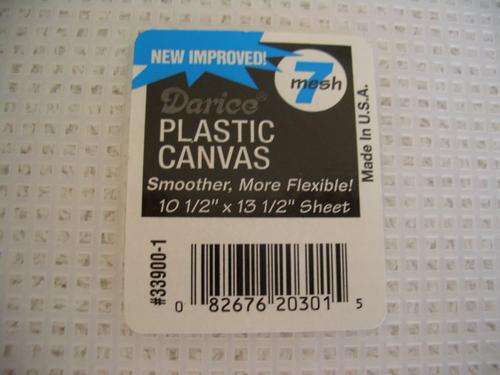 NEW IMPROVED!
7
mesh
Darice®
PLASTIC
CANVAS
Smoother, More Flexible!
10 1/2" x 13 1/2" Sheet
Made In U.S.A.
#33900-1
0 82676 20301 5